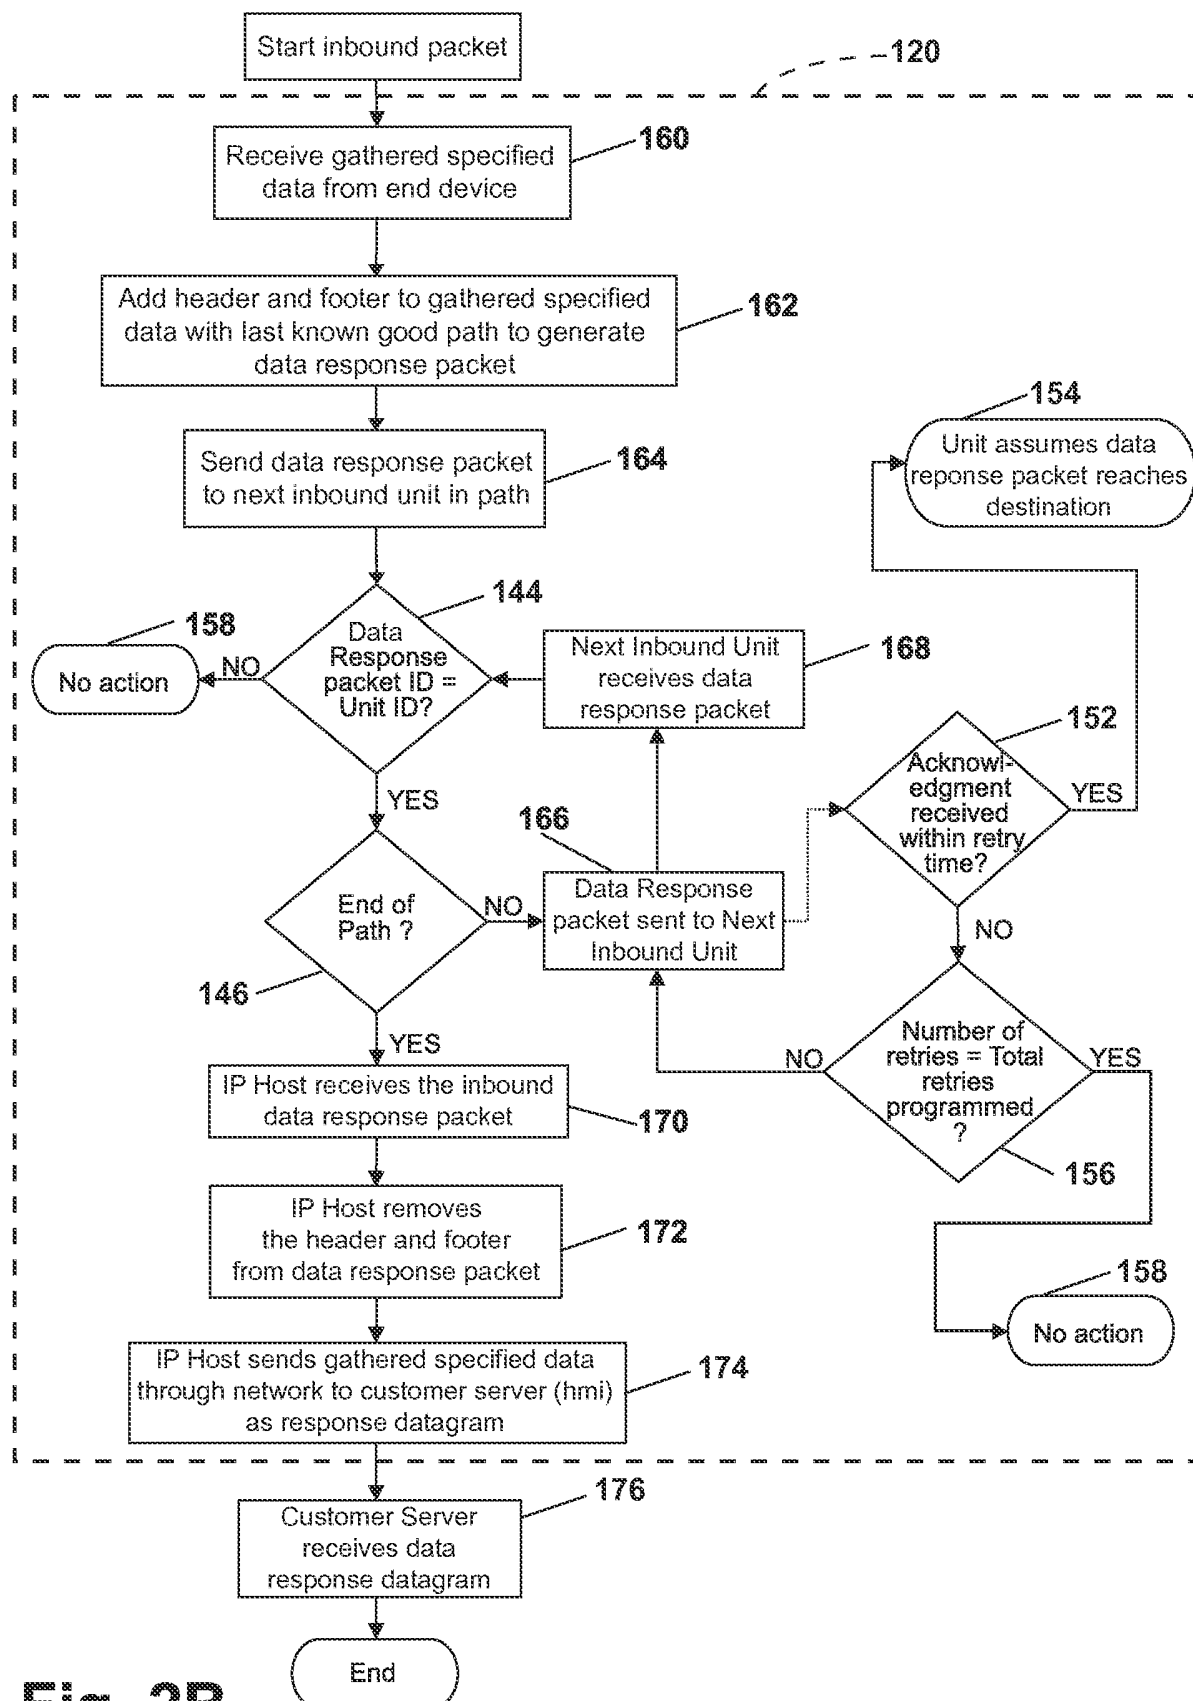 Start inbound packet
120
160
Receive gathered specified
data from end device
162
Add header and footer to gathered specified
data with last known good path to generate
data response packet
154
Unit assumes data
reponse packet reaches
destination
164
Send data response packet
to next inbound unit in path
144
158
Data
Response
packet ID =
Unit ID?
NO
No action
168
Next Inbound Unit
receives data
response packet
152
Acknowl-
edgment
received
within retry
time?
YES
YES
166
Data Response
packet sent to Next
Inbound Unit
End of
Path ?
NO
NO
146
Number of
retries = Total
retries
programmed
?
NO
YES
156
YES
IP Host receives the inbound
data response packet
170
IP Host removes
the header and footer
from data response packet
172
158
No action
IP Host sends gathered specified data
through network to customer server (hmi)
as response datagram
174
176
Customer Server
receives data
response datagram
End
Fig. 2B